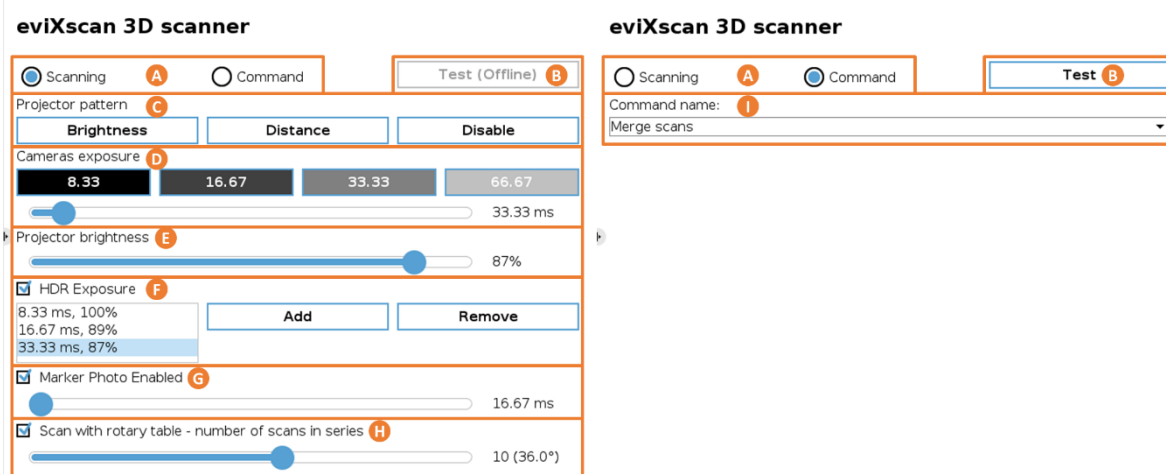 eviXscan 3D scanner
Scanning A Command Test (Offline) B
Projector pattern C
Brightness Distance Disable
Cameras exposure D
8.33 16.67 33.33 66.67
33.33 ms
Projector brightness E
87%
HDR Exposure F
8.33 ms, 100%
16.67 ms, 89%
33.33 ms, 87%
Add Remove
Marker Photo Enabled G
16.67 ms
Scan with rotary table - number of scans in series H
10 (36.0°)
eviXscan 3D scanner
Scanning A Command Test B
Command name: I
Merge scans